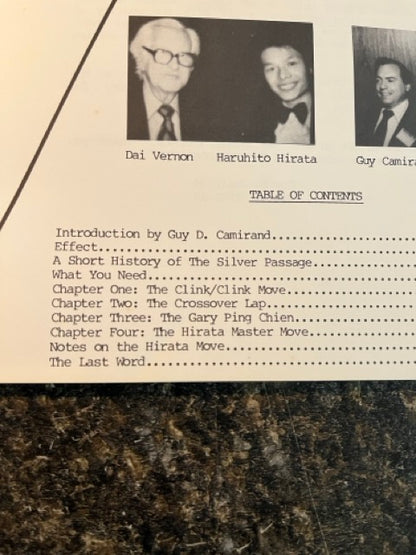 Dai Vernon Haruhito Hirata Guy
TABLE OF CONTENTS
Introduction by Guy D. Camirand
Effect
A Short History of The Silver Passage
What You Need
Chapter One: The Clink/Clink Move
Chapter Two: The Crossover Lap
Chapter Three: The Gary Ping Chien
Chapter Four: The Hirata Master Move
Notes on the Hirata Move
The Last Word